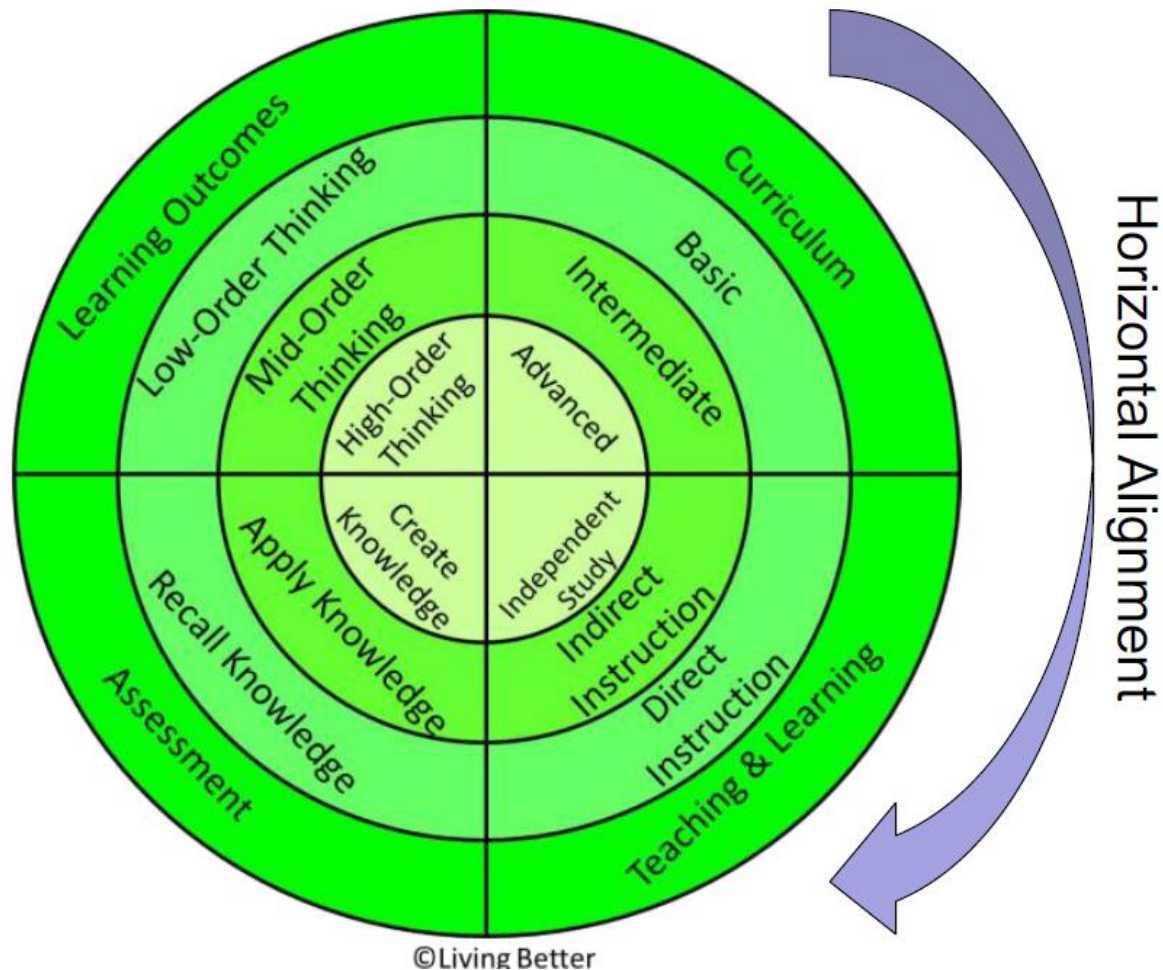 Learning Outcomes
Low-Order Thinking
Mid-Order
Thinking
High-Order
Thinking
Curriculum
Basic
Intermediate
Advanced
Independent
Study
Indirect
Instruction
Direct
Instruction
Teaching & Learning
Create
Knowledge
Apply Knowledge
Recall Knowledge
Assessment
Horizontal Alignment
©Living Better